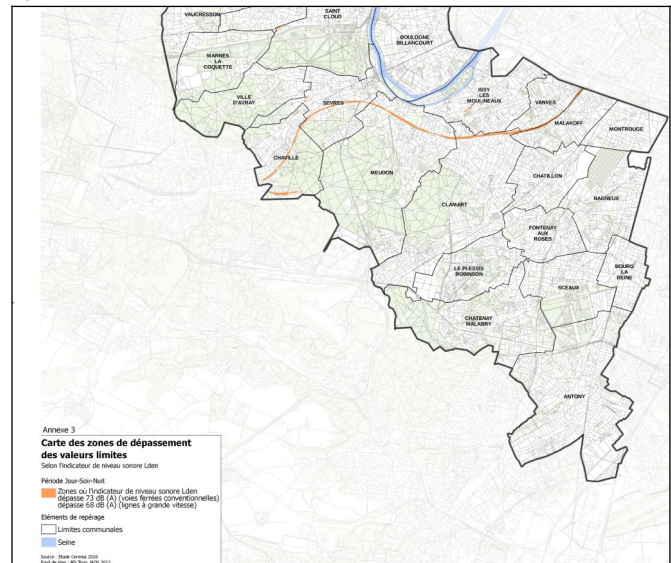 VAUCRESSON
SAINT
CLOUD
BOULOGNE
BILLANCOURT
MARNES
LA
COQUETTE
VILLE
D'AVRAY
SEVRES
ISSY
LES
MOULINEAUX
VANVES
MALAKOFF
MONTROUGE
CHAVILLE
MEUDON
CHATILLON
BAGNEUX
CLAMART
FONTENAY
AUX
ROSES
LE PLESSIS
ROBINSON
BOURG
LA
REINE
SCEAUX
CHATENAY
MALABRY
ANTONY
Annexe 3
Carte des zones de dépassement
des valeurs limites
Selon l'indicateur de niveau sonore Lden
Période Jour-Soir-Nuit
Zones où l'indicateur de niveau sonore Lden
dépasse 73 dB (A) (voies ferrées conventionnelles)
dépasse 68 dB (A) (lignes à grande vitesse)
Eléments de repérage
Limites communales
Seine
Source : Etude Cerema 2018